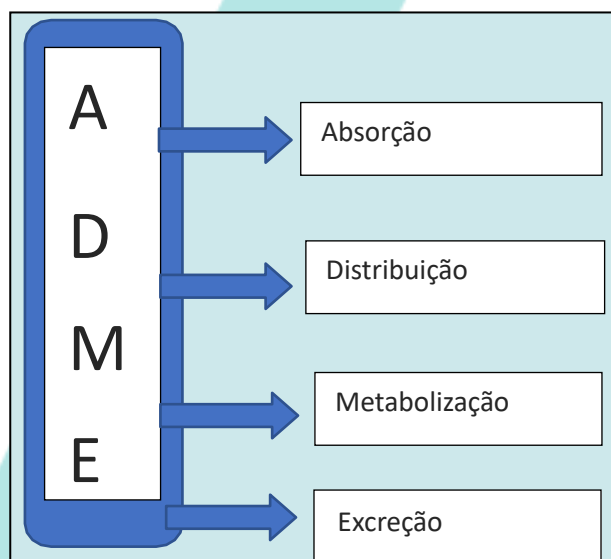 A
Absorção
D
Distribuição
M
Metabolização
E
Excreção